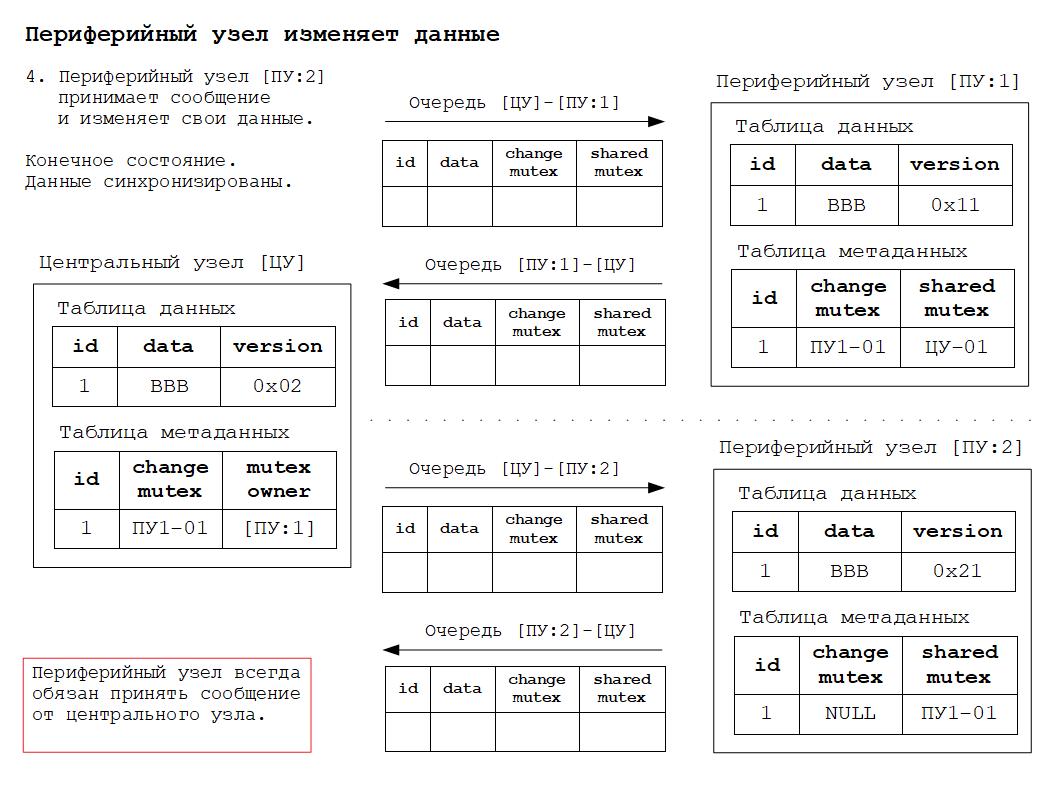 Периферийный узел изменяет данные
4. Периферийный узел [ПУ:2]
принимает сообщение
и изменяет свои данные.
Конечное состояние.
Данные синхронизированы.
Центральный узел [ЦУ]
Таблица данных
id data version
1 BBB 0x02
Таблица метаданных
id change mutex
mutex owner
1 ПУ1-01 [ПУ:1]
Периферийный узел всегда
обязан принять сообщение
от центрального узла.
Очередь [ЦУ]-[ПУ:1]
id data change shared
mutex mutex
Очередь [ПУ:1]-[ЦУ]
id data change shared
mutex mutex
Периферийный узел [ПУ:1]
Таблица данных
id data version
1 BBB 0x11
Таблица метаданных
id change shared
mutex mutex
1 ПУ1-01 ЦУ-01
Очередь [ЦУ]-[ПУ:2]
id data change shared
mutex mutex
Очередь [ПУ:2]-[ЦУ]
id data change shared
mutex mutex
Периферийный узел [ПУ:2]
Таблица данных
id data version
1 BBB 0x21
Таблица метаданных
id change shared
mutex mutex
1 NULL ПУ1-01